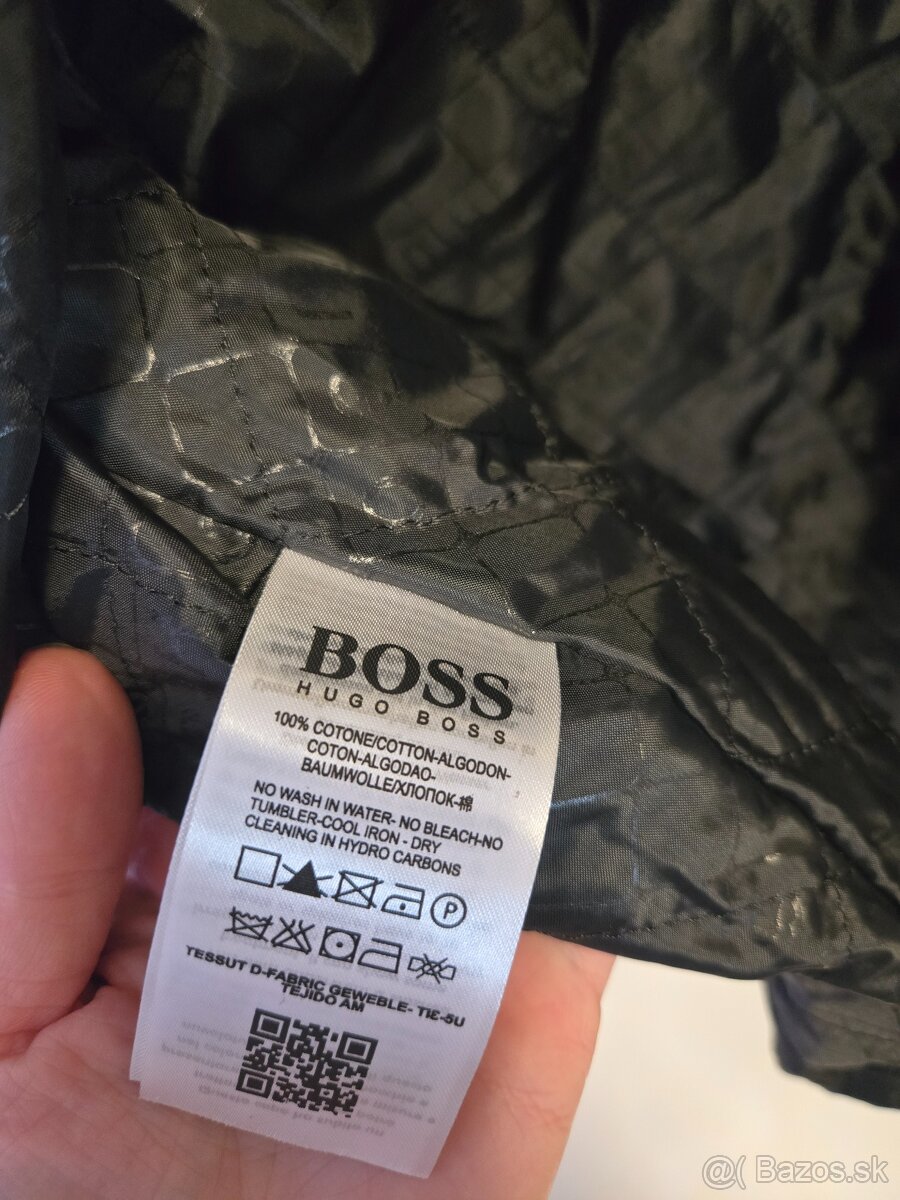 BOSS
HUGO BOSS
100% COTONE/COTTON-ALGODON-
COTON-ALGODAO-
BAUMWOLLE/ХЛОПОК-棉
NO WASH IN WATER- NO BLEACH-NO
TUMBLER-COOL IRON - DRY
CLEANING IN HYDRO CARBONS
P
TESSUT D-FABRIC GEWEBLE- TIE-5U
TEJIDO AM
@( Bazos.sk